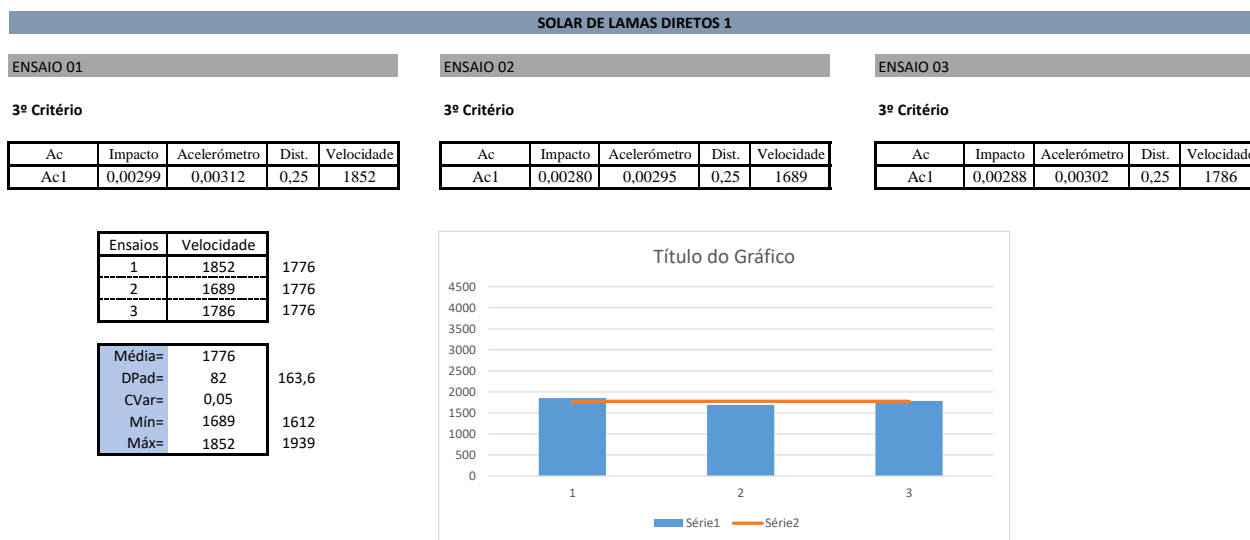 SOLAR DE LAMAS DIRETOS 1
ENSAIO 01
ENSAIO 02
ENSAIO 03
3º Critério
3º Critério
3º Critério
Ac Impacto Acelerómetro Dist. Velocidade
Ac1 0,00299 0,00312 0,25 1852
Ac Impacto Acelerómetro Dist. Velocidade
Ac1 0,00280 0,00295 0,25 1689
Ac Impacto Acelerómetro Dist. Velocidade
Ac1 0,00288 0,00302 0,25 1786
Ensaios Velocidade
1 1852 1776
2 1689 1776
3 1786 1776
Média= 1776
DPad= 82 163,6
CVar= 0,05
Mín= 1689 1612
Máx= 1852 1939
Título do Gráfico
4500
4000
3500
3000
2500
2000
1500
1000
500
0
1 2 3
Série1 Série2